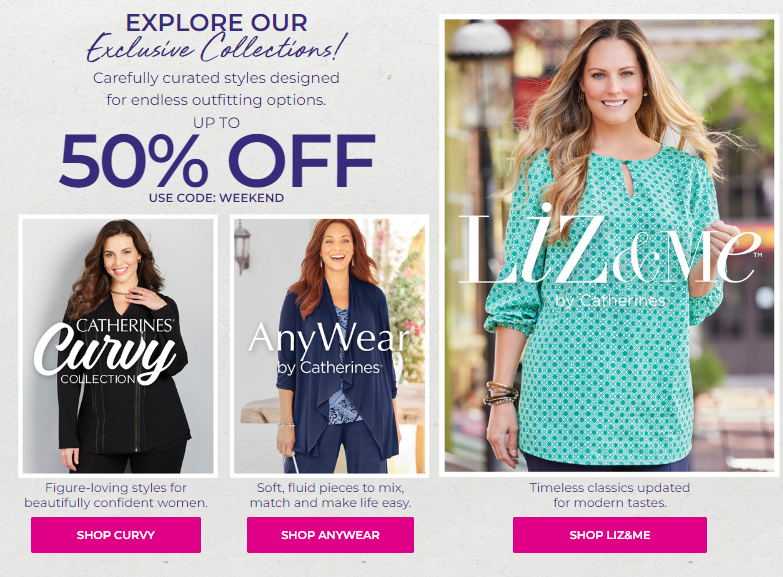 EXPLORE OUR
Exclusive Collections!
Carefully curated styles designed
for endless outfitting options.
UP TO
50% OFF
USE CODE: WEEKEND
CATHERINES®
Curvy
COLLECTION
Figure-loving styles for
beautifully confident women.
SHOP CURVY
AnyWear
by Catherines®
Soft, fluid pieces to mix,
match and make life easy.
SHOP ANYWEAR
Liz&Me™
by Catherines®
Timeless classics updated
for modern tastes.
SHOP LIZ&ME